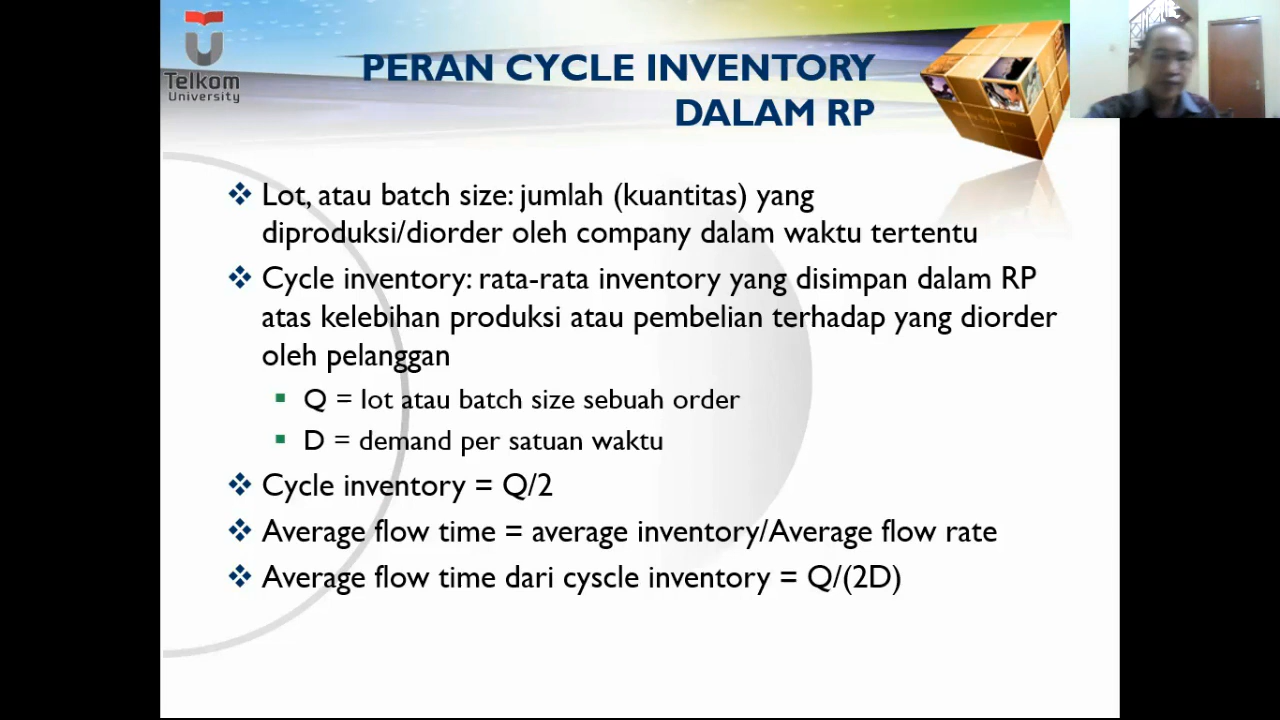 Telkom
University
PERAN CYCLE INVENTORY
DALAM RP
Lot, atau batch size: jumlah (kuantitas) yang
diproduksi/diorder oleh company dalam waktu tertentu
Cycle inventory: rata-rata inventory yang disimpan dalam RP
atas kelebihan produksi atau pembelian terhadap yang diorder
oleh pelanggan
Q = lot atau batch size sebuah order
D = demand per satuan waktu
Cycle inventory = Q/2
Average flow time = average inventory/Average flow rate
Average flow time dari cyscle inventory = Q/(2D)